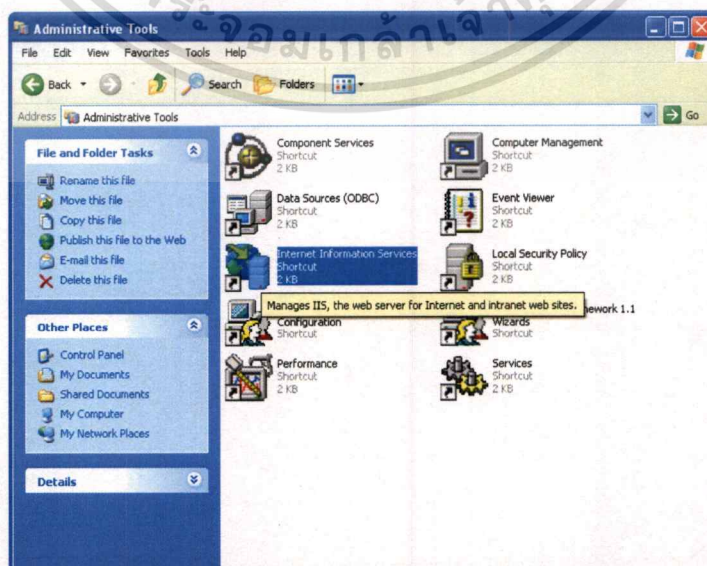 Administrative Tools
File Edit View Favorites Tools Help
Back Search Folders
Address Administrative Tools Go
File and Folder Tasks
Rename this file
Move this file
Copy this file
Publish this file to the Web
E-mail this file
Delete this file
Other Places
Control Panel
My Documents
Shared Documents
My Computer
My Network Places
Details
Component Services
Shortcut
2 KB
Computer Management
Shortcut
2 KB
Data Sources (ODBC)
Shortcut
2 KB
Event Viewer
Shortcut
2 KB
Internet Information Services
Shortcut
2 KB
Local Security Policy
Shortcut
2 KB
Manages IIS, the web server for Internet and intranet web sites.
Configuration
Shortcut
ework 1.1
Wizards
Shortcut
Performance
Shortcut
2 KB
Services
Shortcut
2 KB